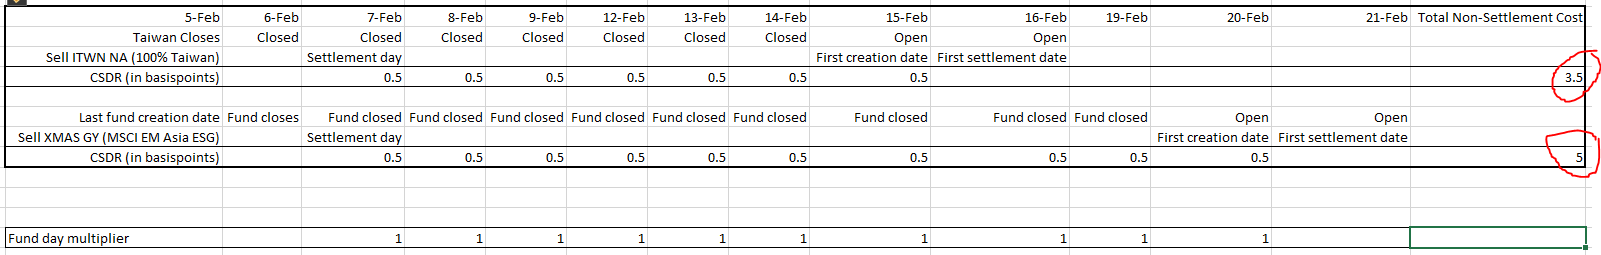 5-Feb 6-Feb 7-Feb 8-Feb 9-Feb 12-Feb 13-Feb 14-Feb 15-Feb 16-Feb 19-Feb 20-Feb 21-Feb Total Non-Settlement Cost
Taiwan Closes Closed Closed Closed Closed Closed Closed Closed Open Open
Sell ITWN NA (100% Taiwan) Settlement day First creation date First settlement date
CSDR (in basispoints) 0.5 0.5 0.5 0.5 0.5 0.5 0.5 3.5
Last fund creation date Fund closes Fund closed Fund closed Fund closed Fund closed Fund closed Fund closed Fund closed Fund closed Fund closed Open Open
Sell XMAS GY (MSCI EM Asia ESG) Settlement day First creation date First settlement date
CSDR (in basispoints) 0.5 0.5 0.5 0.5 0.5 0.5 0.5 0.5 0.5 0.5 5
Fund day multiplier 1 1 1 1 1 1 1 1 1 1